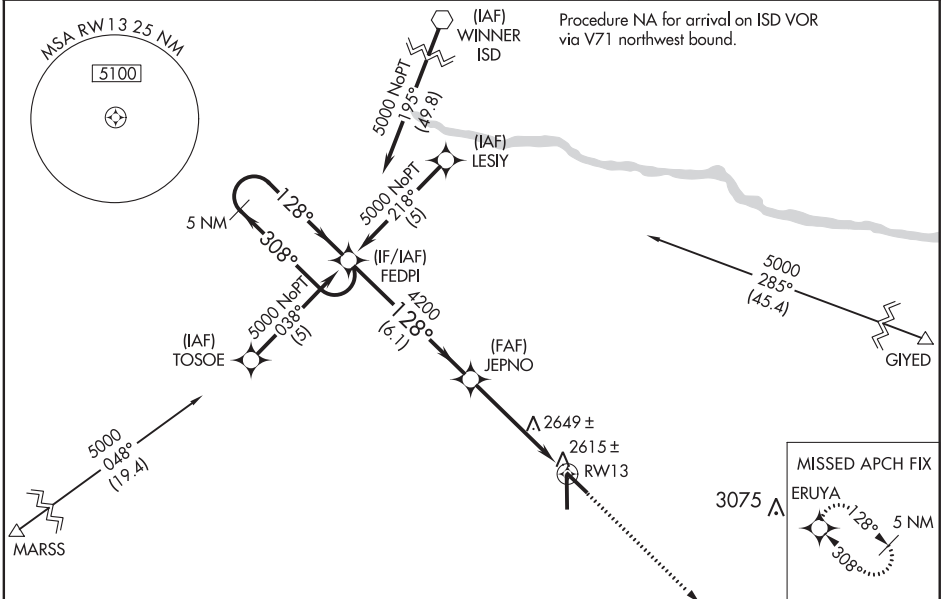 MSA RW13 25 NM
5100
(IAF)
WINNER
ISD
Procedure NA for arrival on ISD VOR
via V71 northwest bound.
5000 NoPT
195°
(49.8)
(IAF)
LESIY
5000 NoPT
218°
(5)
5 NM
128°
308°
(IF/IAF)
FEDPI
5000 NoPT
038°
(5)
(IAF)
TOSOE
4200
128°
(6.1)
(FAF)
JEPNO
5000
285°
(45.4)
GIYED
2649 ±
2615 ±
RW13
5000
048°
(19.4)
MARSS
3075
MISSED APCH FIX
ERUYA
128°
5 NM
308°